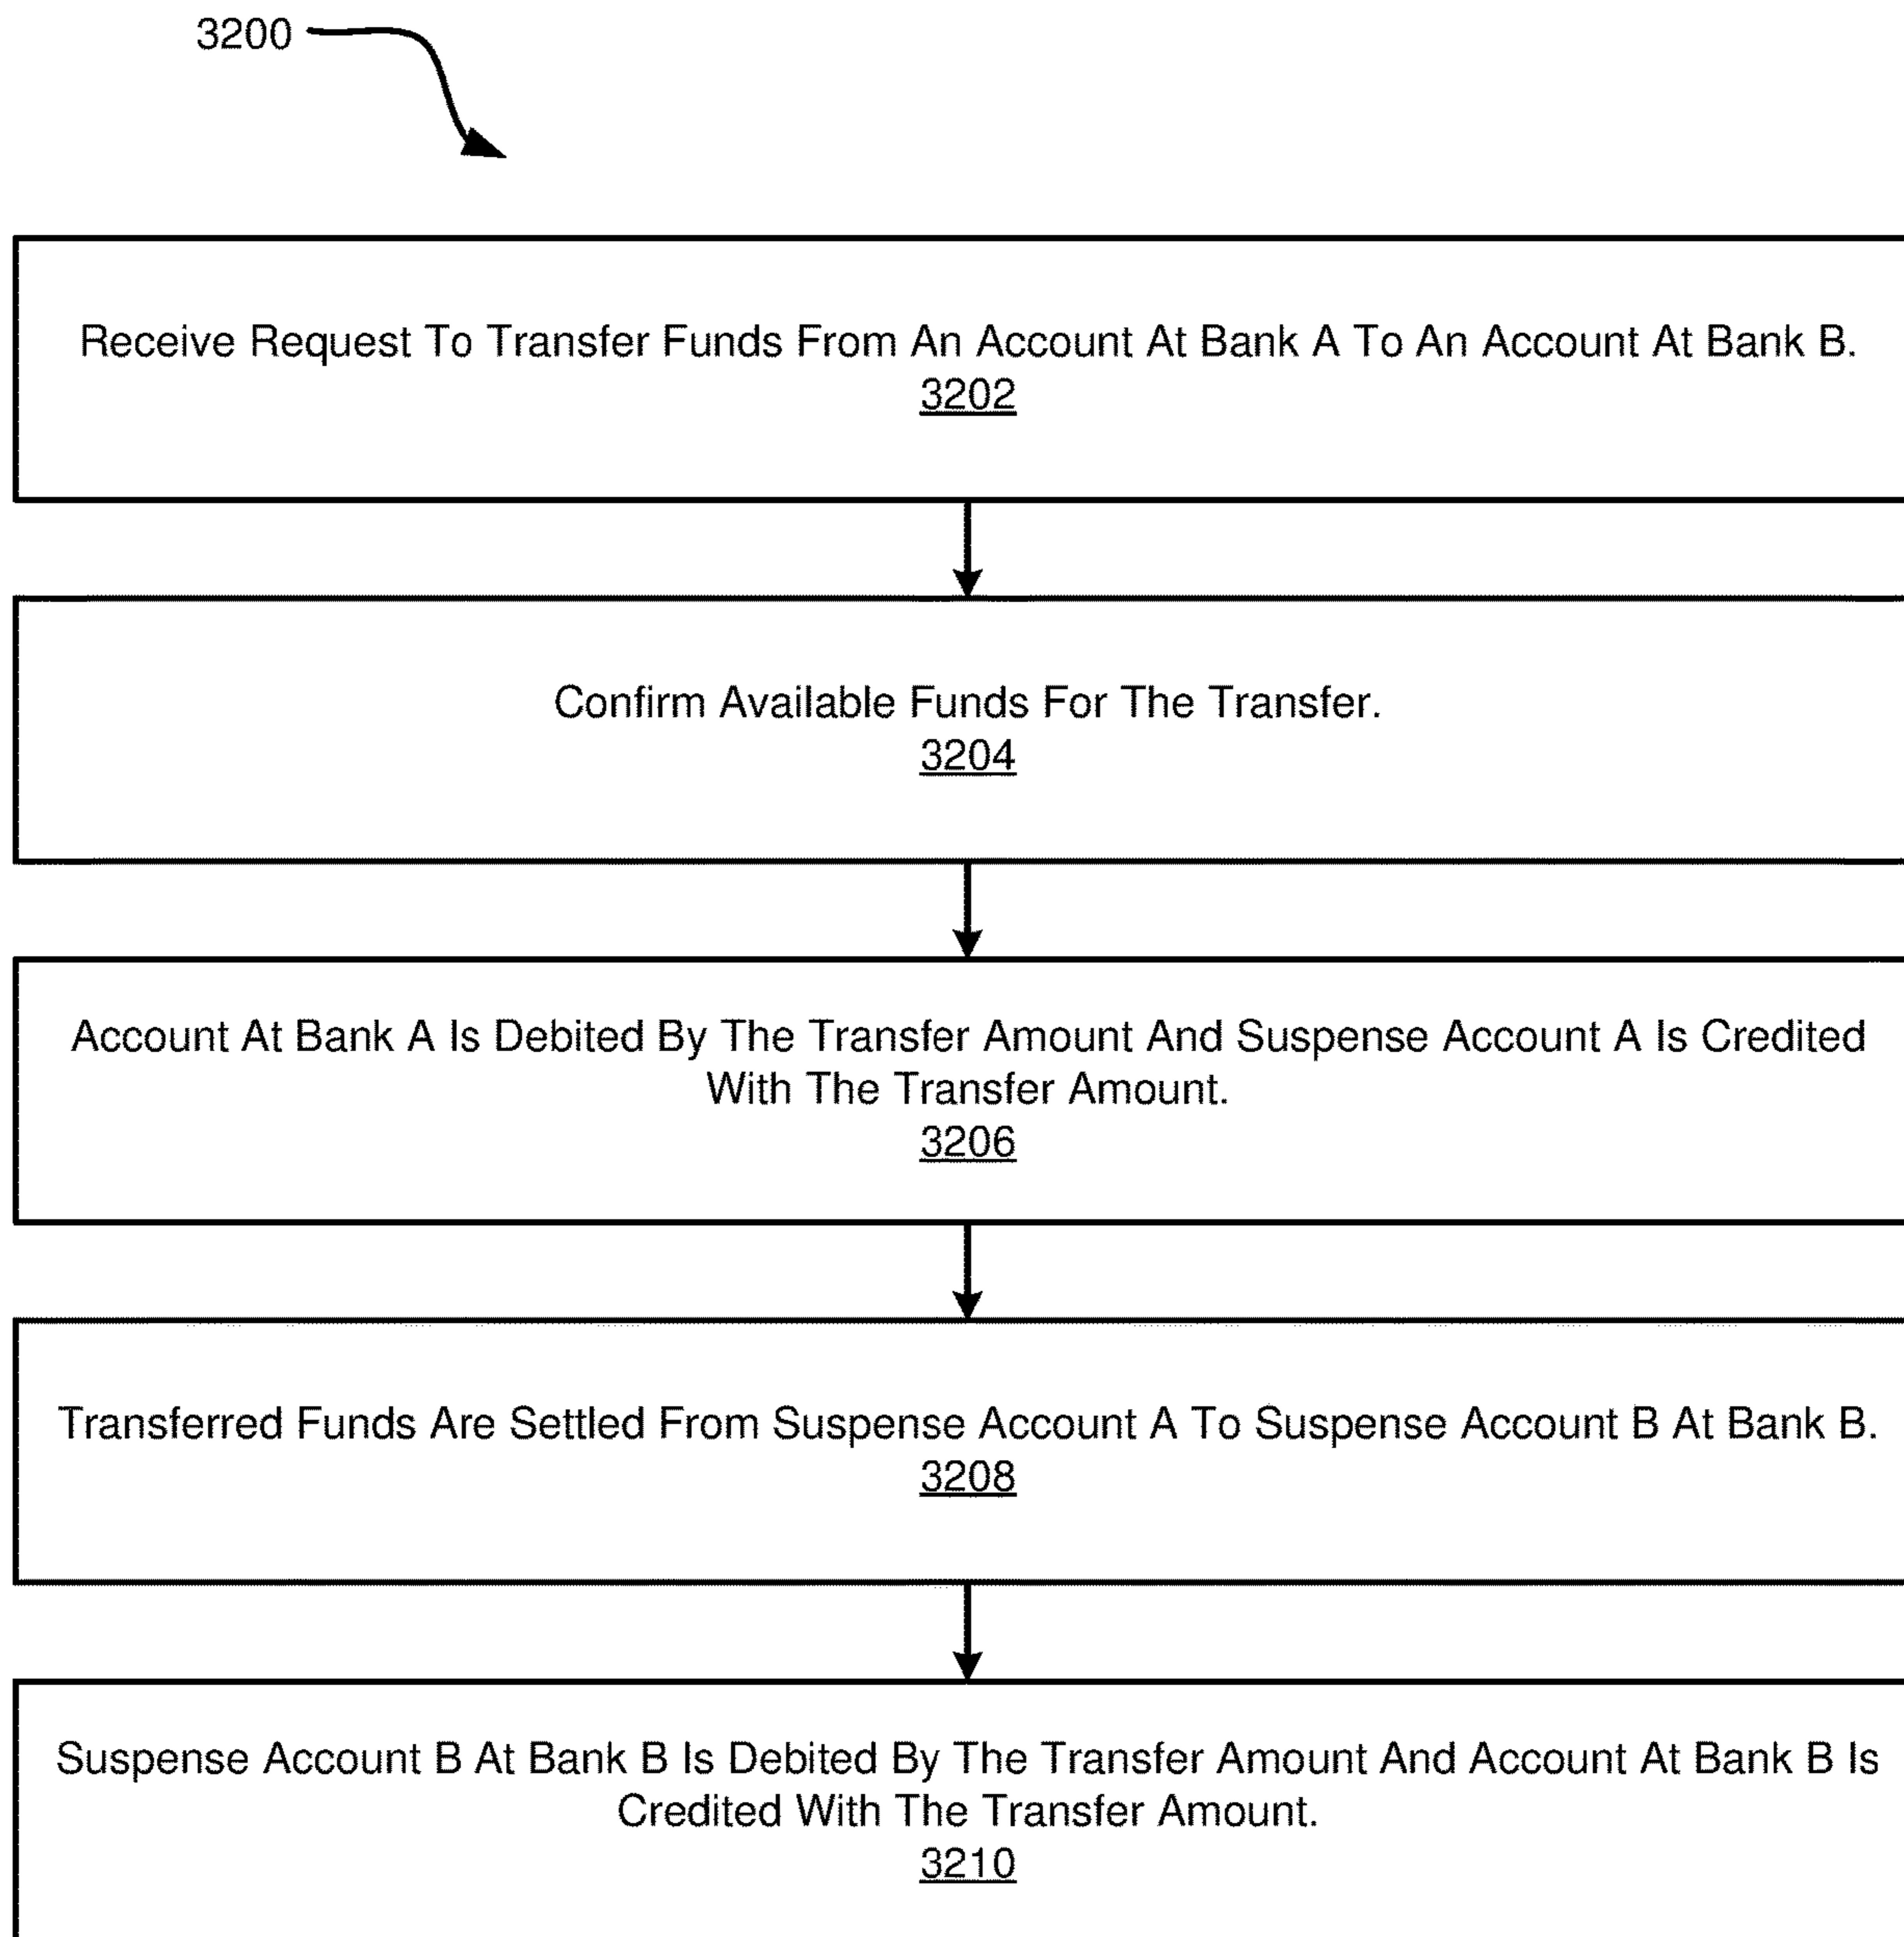 3200
Receive Request To Transfer Funds From An Account At Bank A To An Account At Bank B.
3202
Confirm Available Funds For The Transfer.
3204
Account At Bank A Is Debited By The Transfer Amount And Suspense Account A Is Credited
With The Transfer Amount.
3206
Transferred Funds Are Settled From Suspense Account A To Suspense Account B At Bank B.
3208
Suspense Account B At Bank B Is Debited By The Transfer Amount And Account At Bank B Is
Credited With The Transfer Amount.
3210